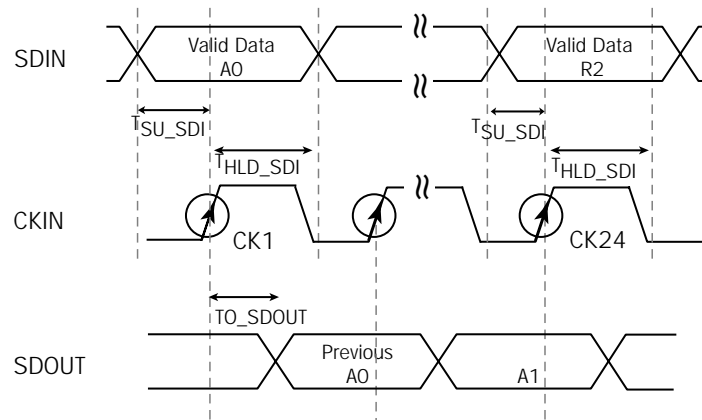 SDIN
Valid Data
A0
Valid Data
R2
TSU_SDI
TSU_SDI
THLD_SDI
THLD_SDI
CKIN
CK1
CK24
TO_SDOUT
SDOUT
Previous
A0
A1